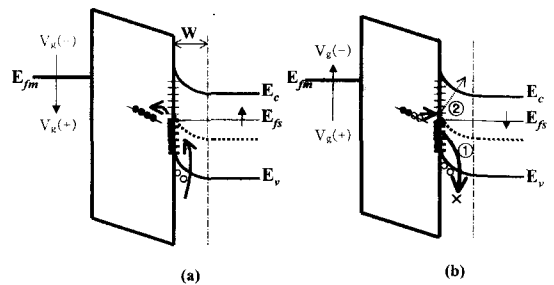 V_g(−)
W
E_fm
E_c
V_g(+)
E_fs
E_v
(a)
V_g(−)
E_c
E_fm
②
E_fs
V_g(+)
①
E_v
×
(b)